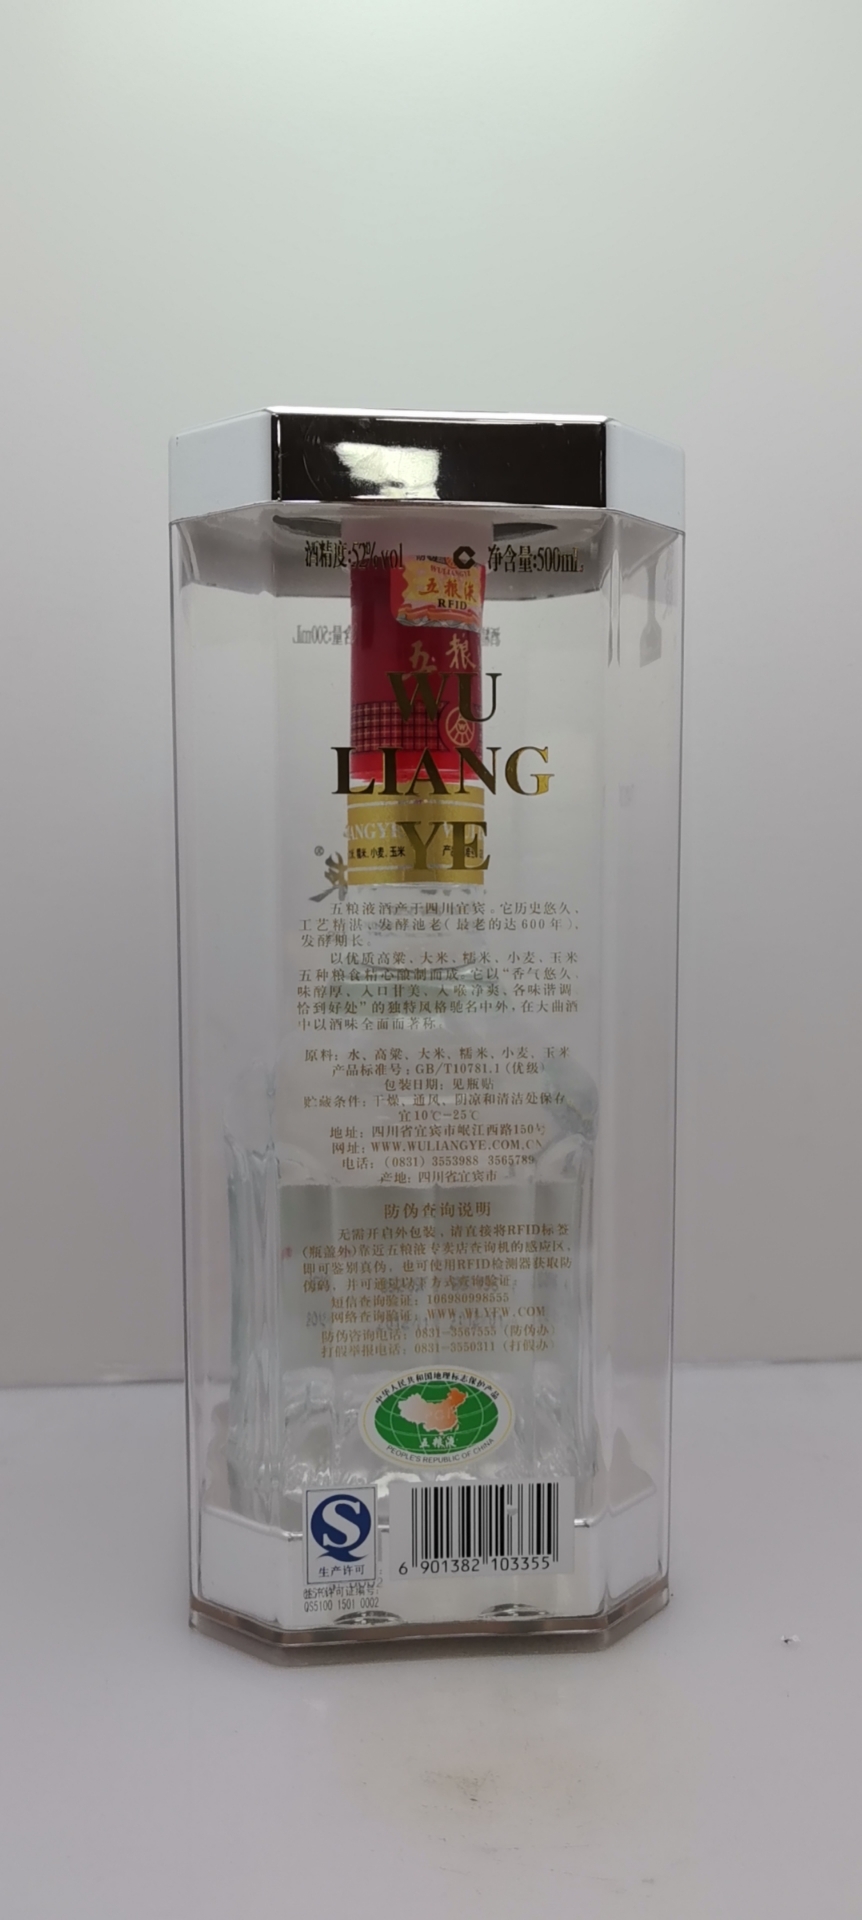 酒精度:52%vol 净含量:500mL
WULIANGYE
五粮液
RFID
五粮
WU
LIANG
YE
糯米、小麦、玉米
五粮液酒产于四川宜宾。它历史悠久、
工艺精湛、发酵池老(最老的达600年)、
发酵期长。
以优质高粱、大米、糯米、小麦、玉米
五种粮食精心酿制而成。它以“香气悠久、
味醇厚、入口甘美、入喉净爽、各味谐调、
恰到好处”的独特风格驰名中外,在大曲酒
中以酒味全面而著称。
原料: 水、高粱、大米、糯米、小麦、玉米
产品标准号: GB/T10781.1(优级)
包装日期: 见瓶贴
贮藏条件: 干燥、通风、阴凉和清洁处保存
宜10℃-25℃
地址: 四川省宜宾市岷江西路150号
网址: WWW.WULIANGYE.COM.CN
电话: (0831) 3553988 3565789
产地: 四川省宜宾市
防伪查询说明
无需开启外包装,请直接将RFID标签
(瓶盖外)靠近五粮液专卖店查询机的感应区,
即可鉴别真伪,也可使用RFID检测器获取防
伪码,并可通过以下方式查询验证:
短信查询验证: 106980998555
网络查询验证: WWW.WLYFW.COM
防伪咨询电话: 0831-3567555 (防伪办)
打假举报电话: 0831-3550311 (打假办)
中华人民共和国地理标志保护产品
五粮液
PEOPLE'S REPUBLIC OF CHINA
生产许可
6 901382 103355
生产许可证编号:
QS5100 1501 0002